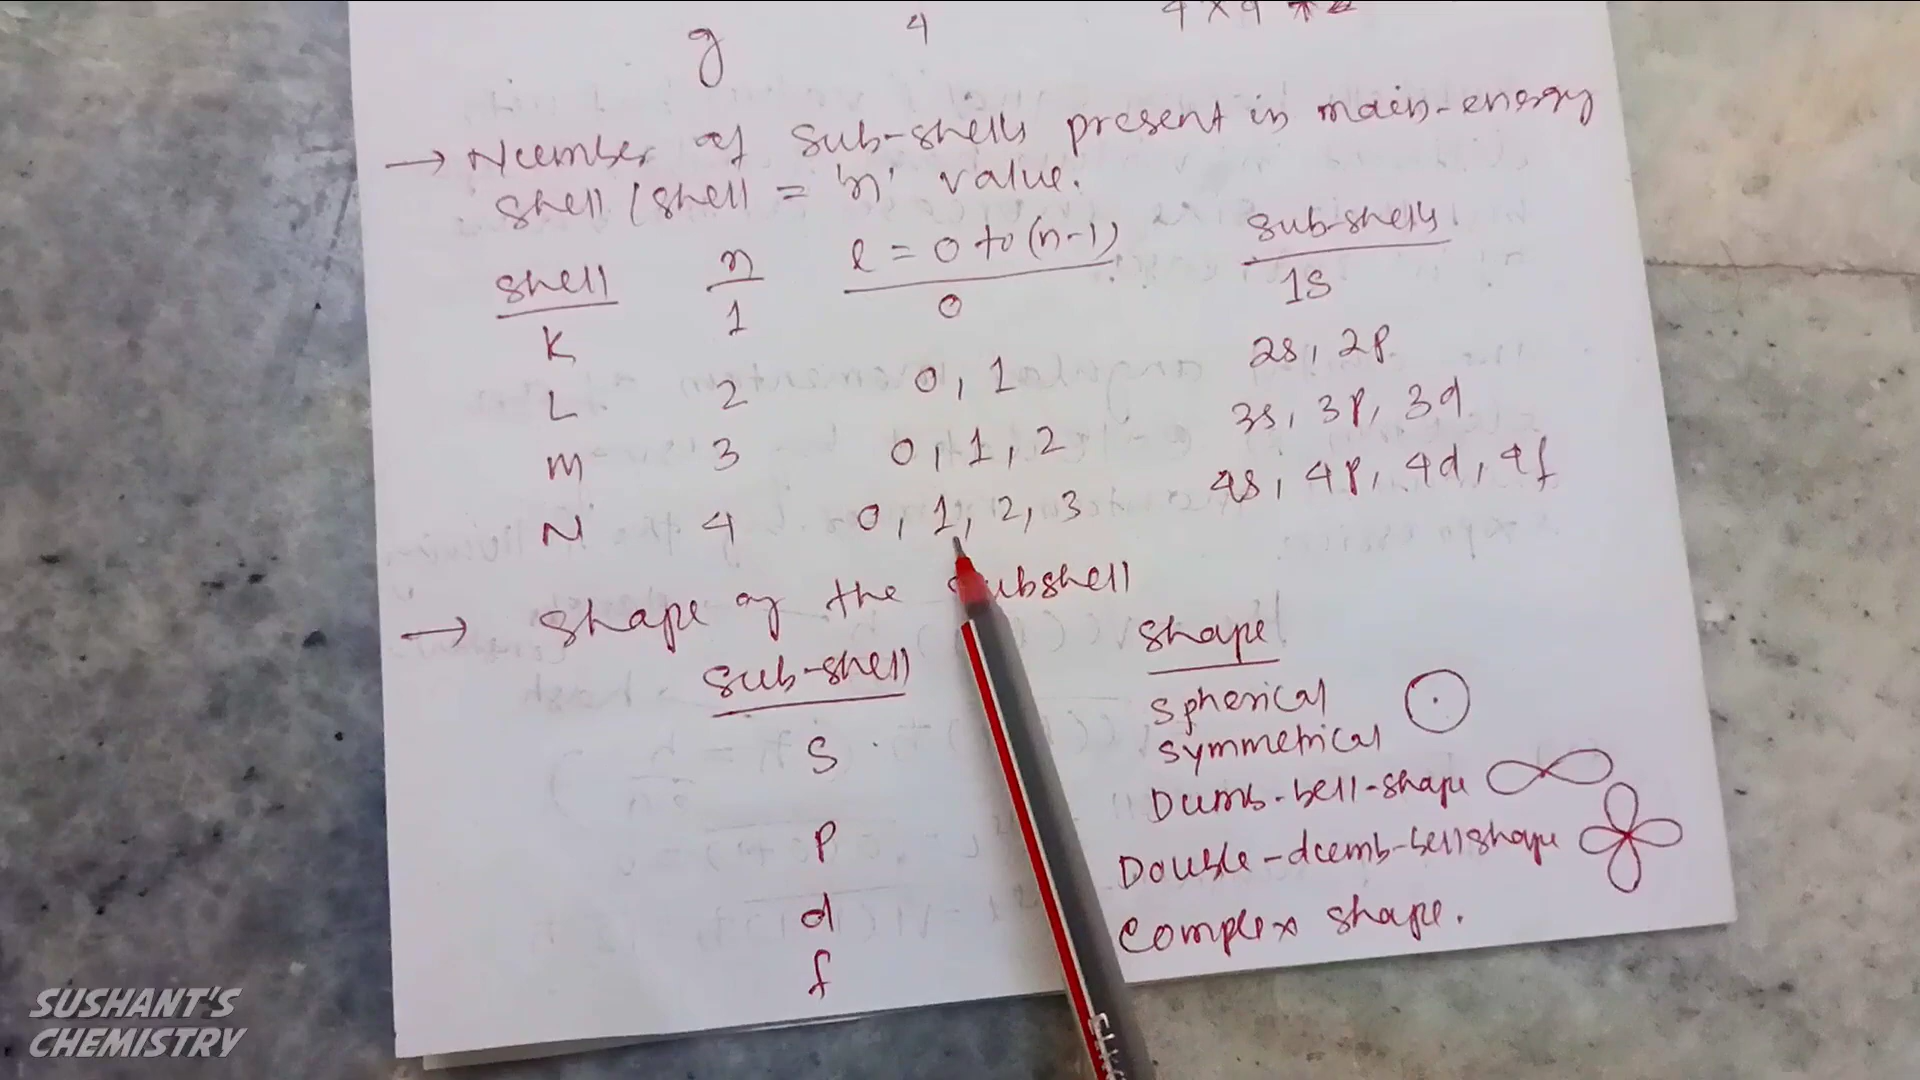 g 4
→ Number of sub-shells present in main-energy
shell / shell = 'n' value.
shell n l = 0 to (n-1) sub-shells
K 1 0 1s
L 2 0, 1 2s, 2p
M 3 0, 1, 2 3s, 3p, 3d
N 4 0, 1, 2, 3 4s, 4p, 4d, 4f
→ shape of the subshell
sub-shell shape
s spherical
symmetrical
p Dumb-bell-shape
d Double-dumb-bell shape
f complex shape.
SUSHANT'S
CHEMISTRY